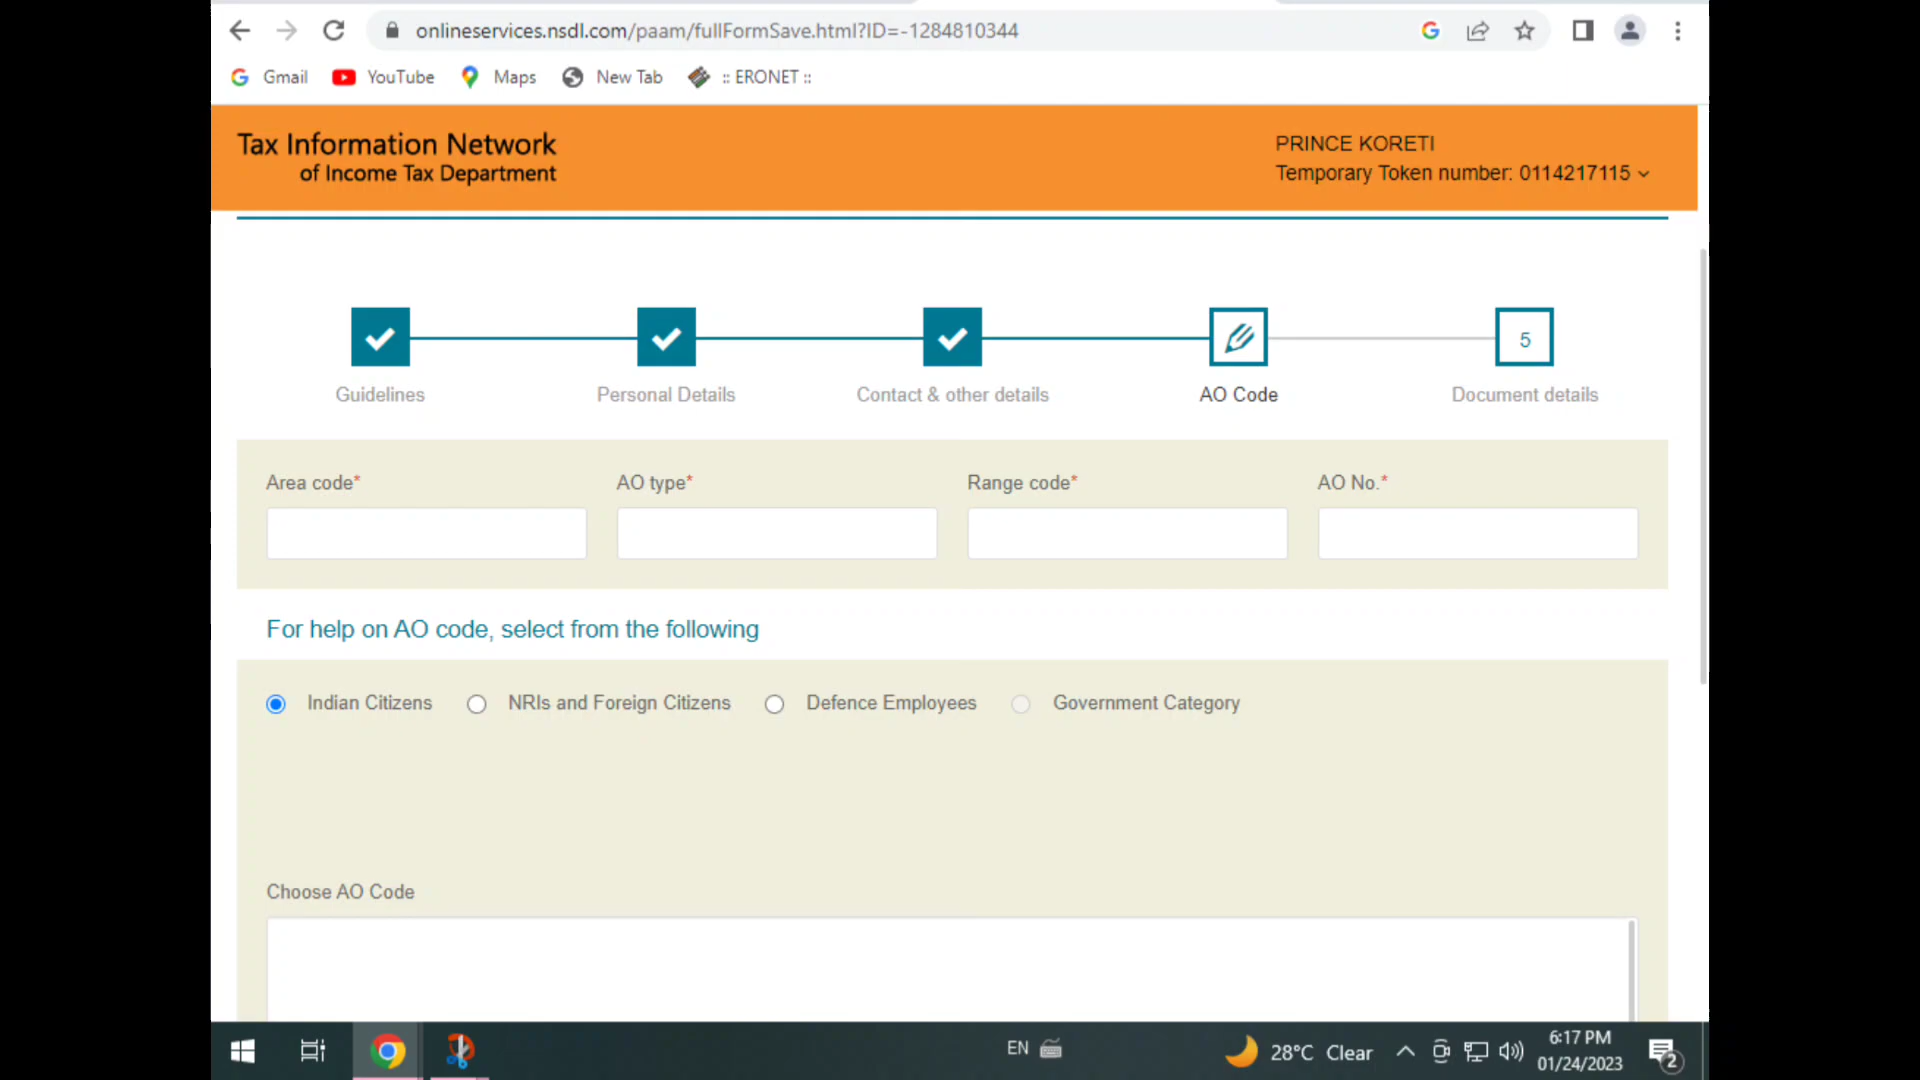 onlineservices.nsdl.com/paam/fullFormSave.html?ID=-1284810344
Gmail YouTube Maps New Tab :: ERONET ::
Tax Information Network
of Income Tax Department
PRINCE KORETI
Temporary Token number: 0114217115
5
Guidelines Personal Details Contact & other details AO Code Document details
Area code* AO type* Range code* AO No.*
For help on AO code, select from the following
Indian Citizens NRIs and Foreign Citizens Defence Employees Government Category
Choose AO Code
EN 28°C Clear 6:17 PM
01/24/2023
2